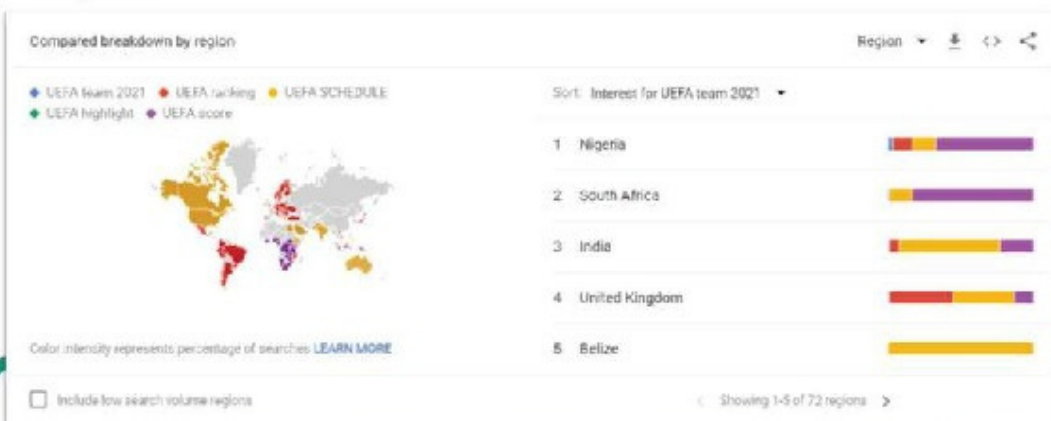 Compared breakdown by region
Region
UEFA team 2021 UEFA ranking UEFA SCHEDULE
UEFA highlight UEFA score
Sort: Interest for UEFA team 2021
1 Nigeria
2 South Africa
3 India
4 United Kingdom
5 Belize
Color intensity represents percentage of searches LEARN MORE
Include low search volume regions
Showing 1-5 of 72 regions